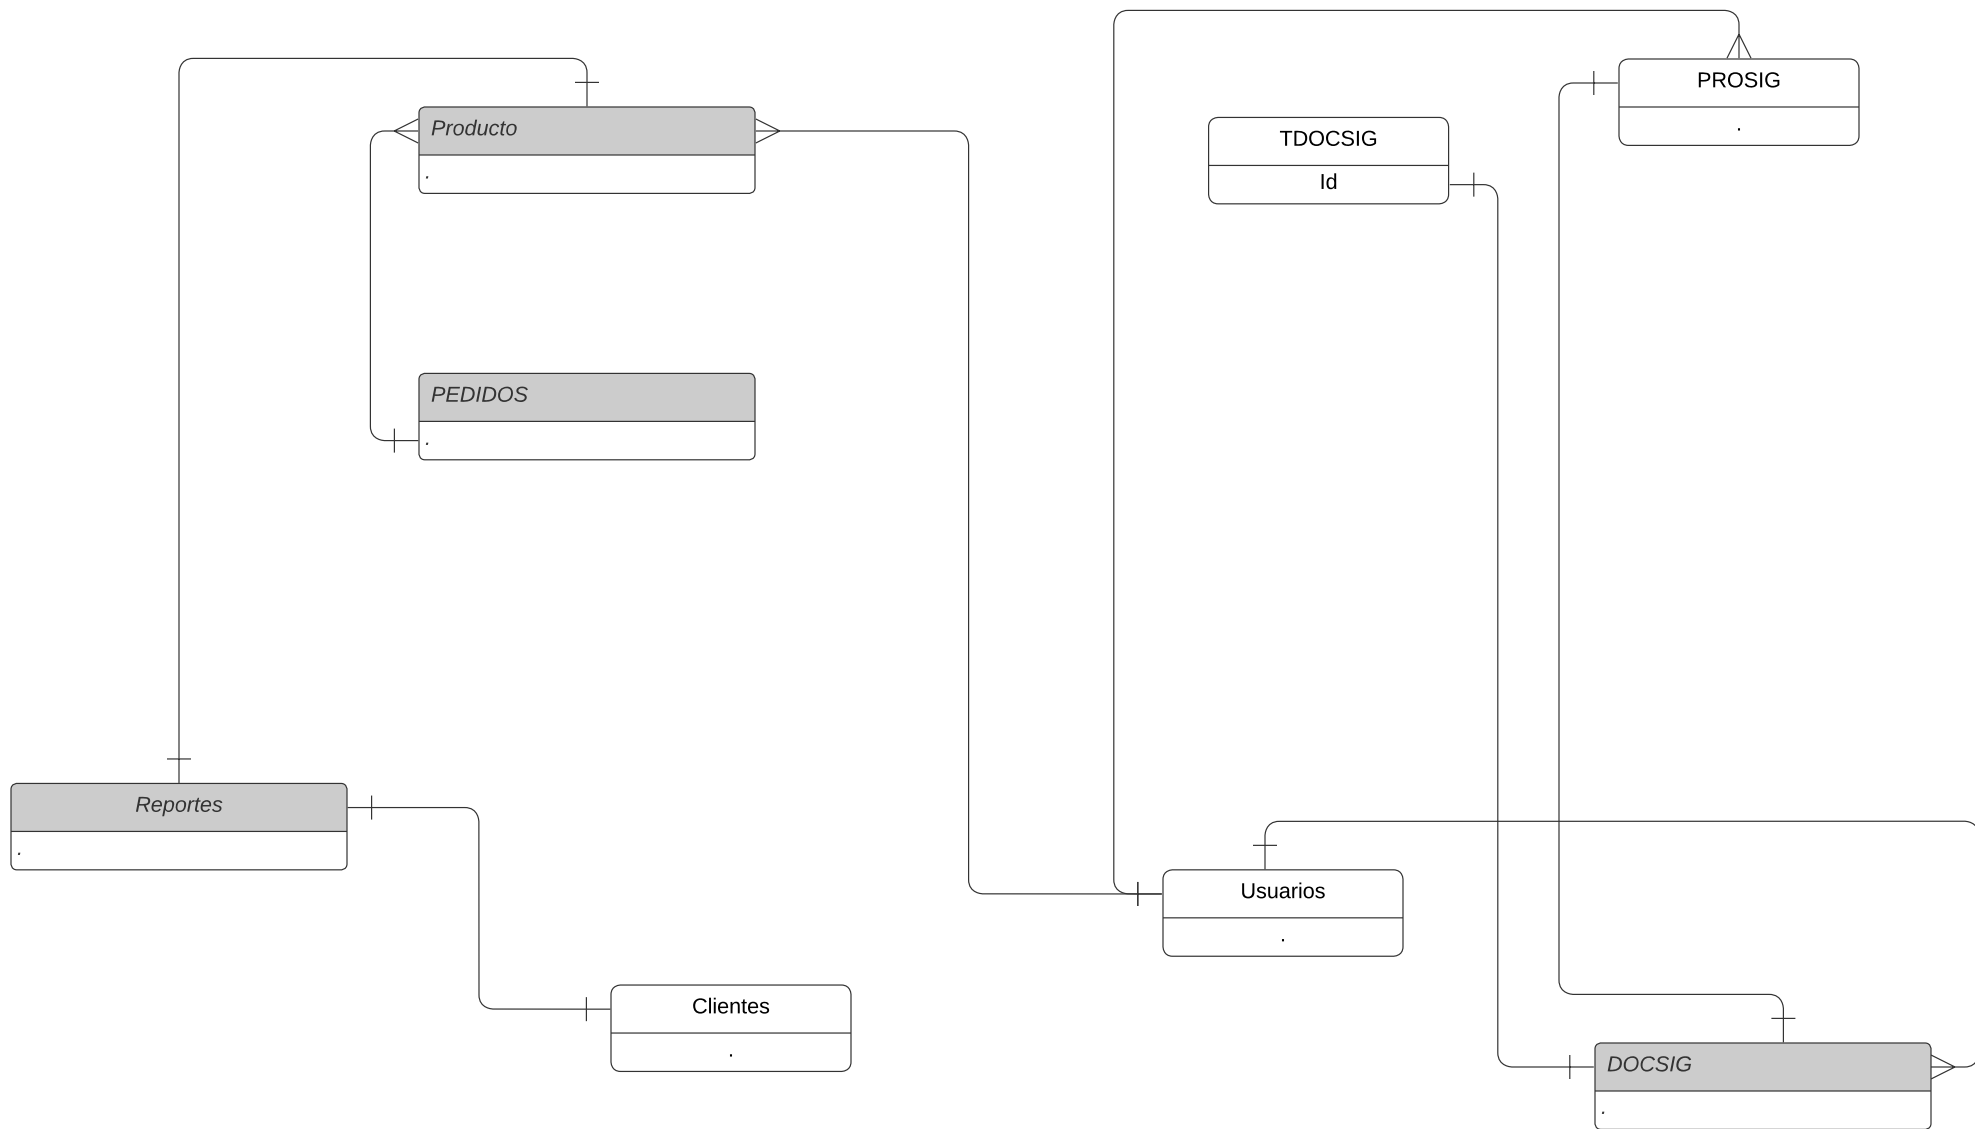 PROSIG
.
Producto
.
TDOCSIG
Id
PEDIDOS
.
Reportes
.
Usuarios
.
Clientes
.
DOCSIG
.